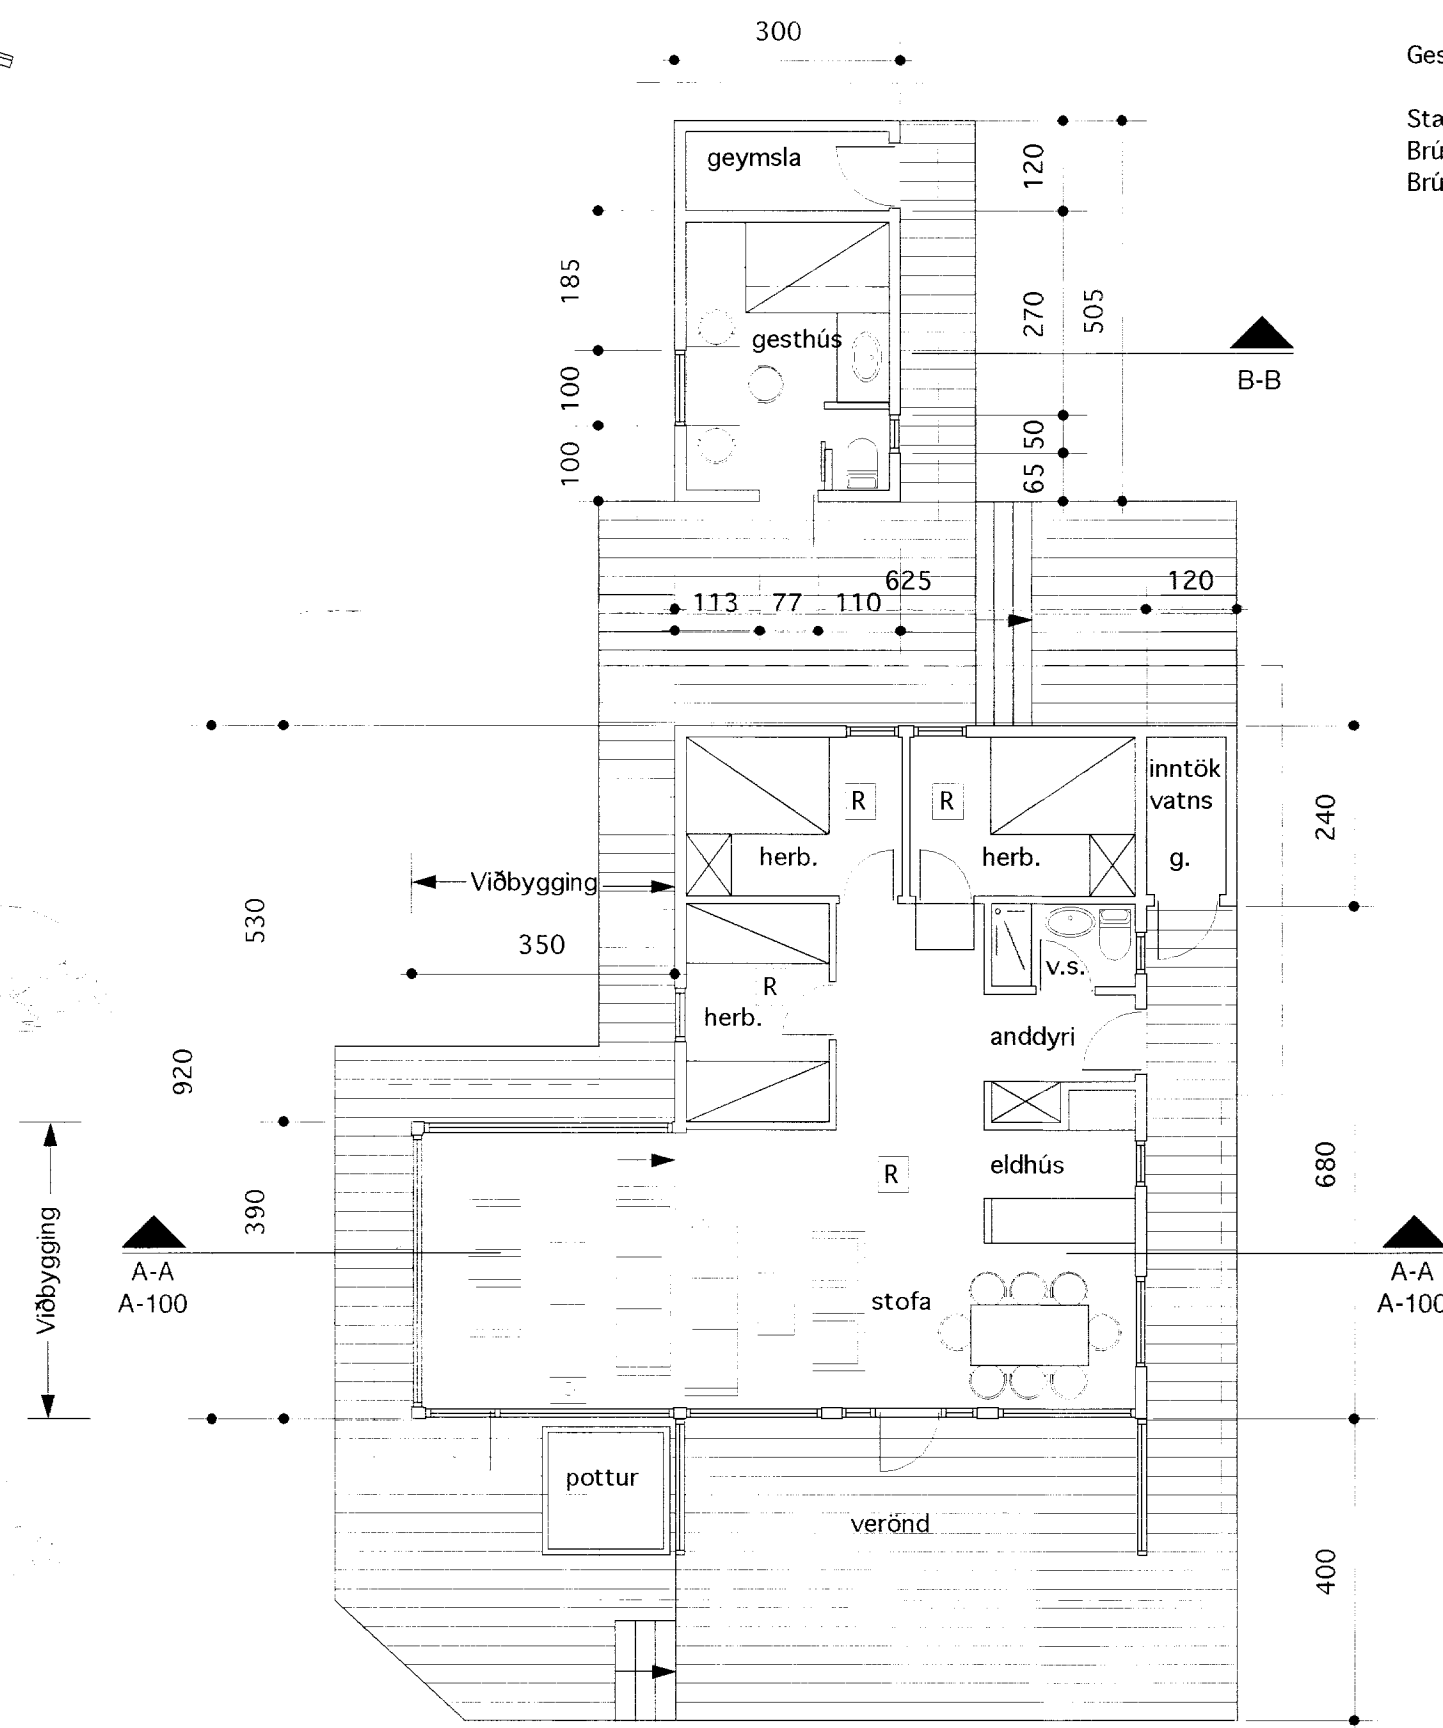 300
Ges
Sta
Brú
Brú
geymsla
120
185
gesthús
270
505
B-B
100
50
100
65
625
120
113
77
110
inntök
vatns
g.
R
R
240
herb.
herb.
Viðbygging
530
350
v.s.
R
herb.
anddyri
920
eldhús
R
680
390
Viðbygging
A-A
A-100
A-A
A-100
stofa
pottur
verönd
400